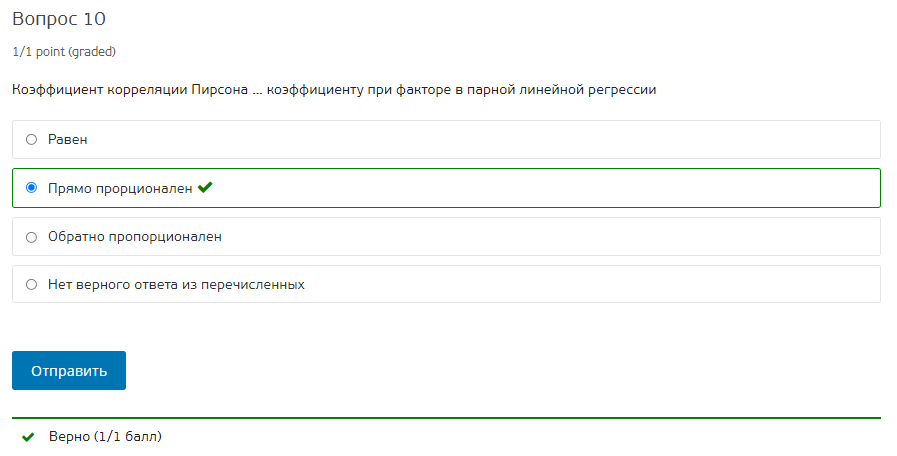 Вопрос 10
1/1 point (graded)
Коэффициент корреляции Пирсона ... коэффициенту при факторе в парной линейной регрессии
Равен
Прямо прорционален
Обратно пропорционален
Нет верного ответа из перечисленных
Отправить
Верно (1/1 балл)